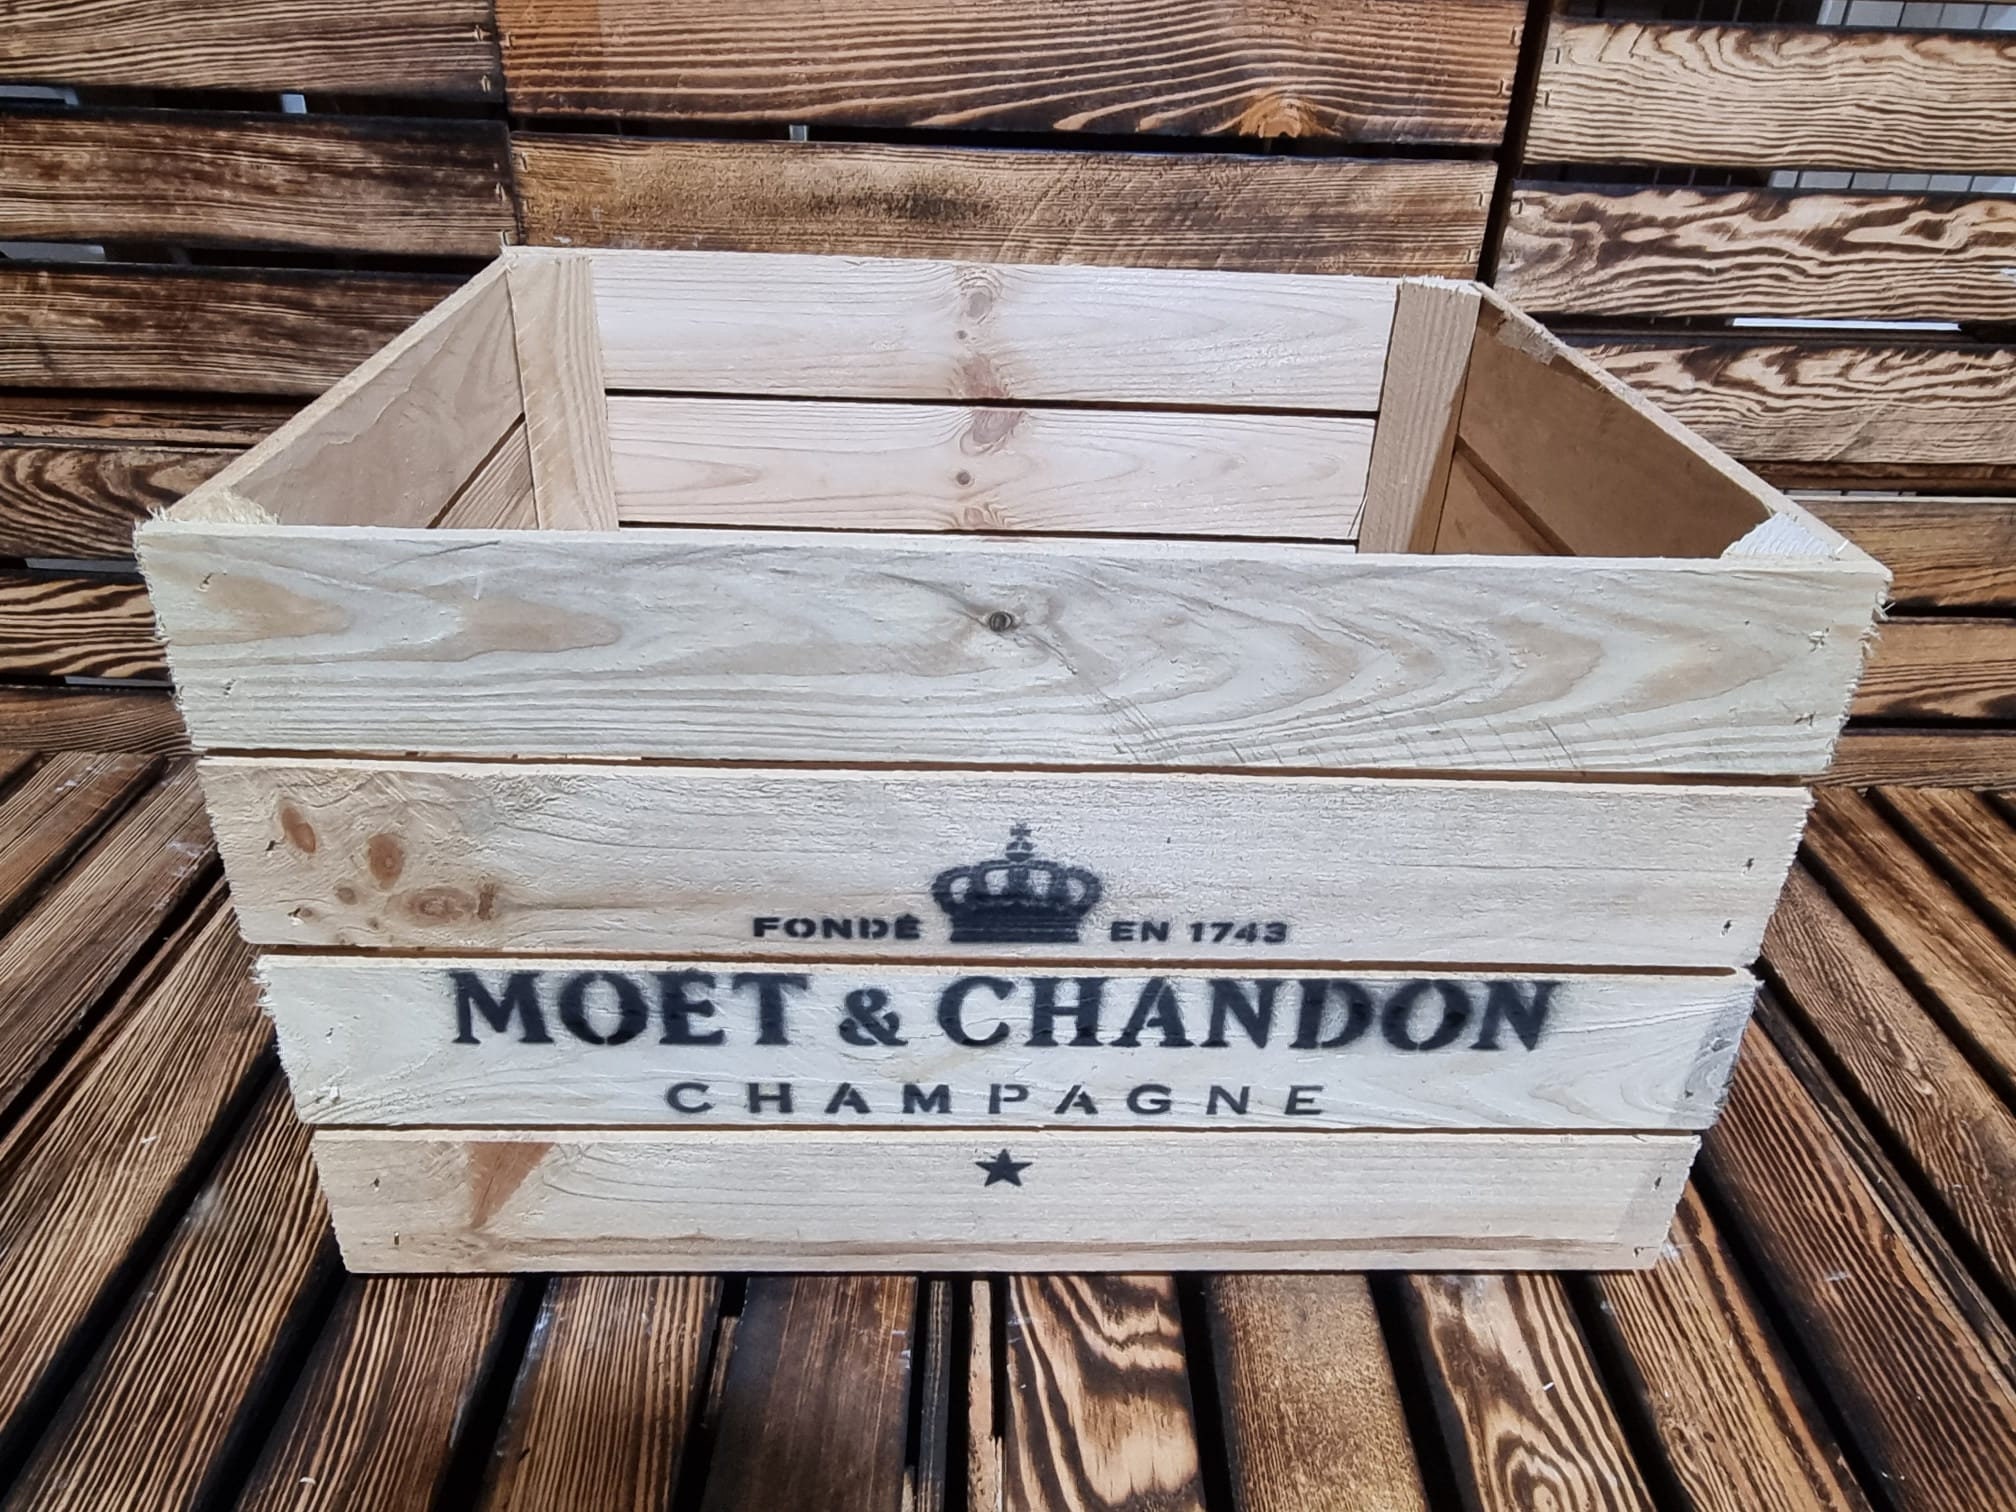 FONDÉ EN 1743
MOËT & CHANDON
CHAMPAGNE